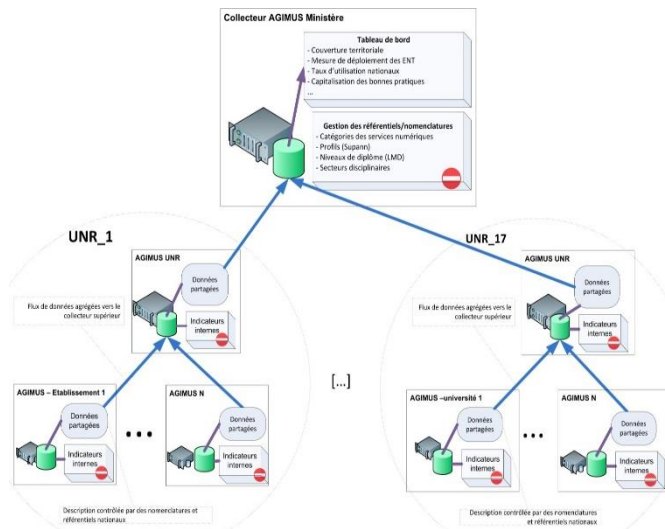 Collecteur AGIMUS Ministère
Tableau de bord
- Couverture territoriale
- Mesure de déploiement des ENT
- Taux d'utilisation nationaux
- Capitalisation des bonnes pratiques
...
Gestion des référentiels/nomenclatures
- Catégories des services numériques
- Profils (Supann)
- Niveaux de diplôme (LMD)
- Secteurs disciplinaires
UNR_1
AGIMUS UNR
Données
partagées
Indicateurs
internes
Flux de données agrégées vers le
collecteur supérieur
AGIMUS – Etablissement 1
Données
partagées
Indicateurs
internes
...
AGIMUS N
Données
partagées
Indicateurs
internes
Description contrôlée par des nomenclatures et
référentiels nationaux
[...]
UNR_17
AGIMUS UNR
Données
partagées
Indicateurs
internes
Flux de données agrégées vers le
collecteur supérieur
AGIMUS –université 1
Données
partagées
Indicateurs
internes
...
AGIMUS N
Données
partagées
Indicateurs
internes
Description contrôlée par des nomenclatures
et référentiels nationaux